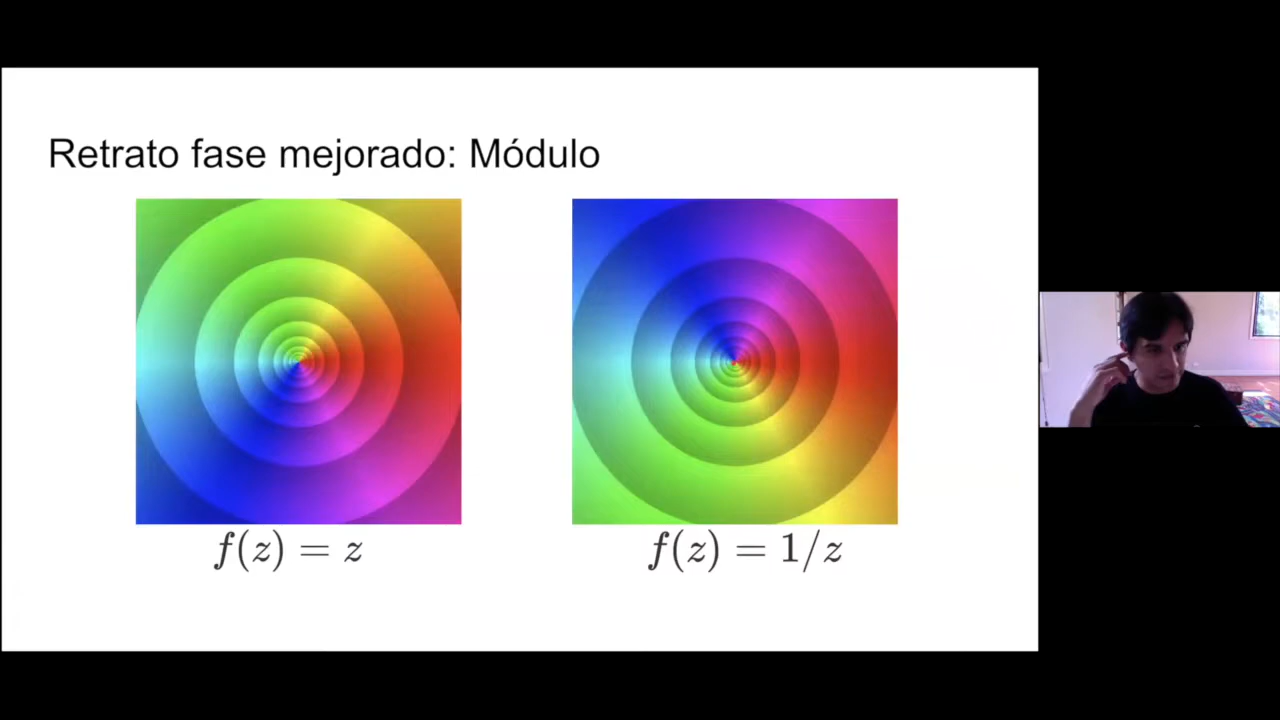 Retrato fase mejorado: Módulo
f(z) = z
f(z) = 1/z